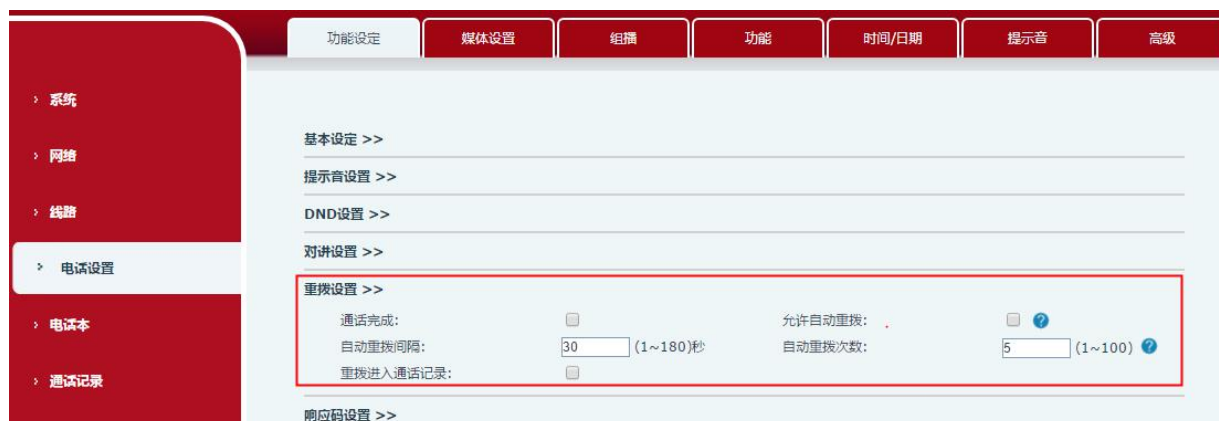 功能设定 媒体设置 组播 功能 时间/日期 提示音 高级
› 系统
› 网络
› 线路
› 电话设置
› 电话本
› 通话记录
基本设定 >>
提示音设置 >>
DND设置 >>
对讲设置 >>
重拨设置 >>
通话完成: 允许自动重拨:
自动重拨间隔: 30 (1~180)秒 自动重拨次数: 5 (1~100)
重拨进入通话记录:
响应码设置 >>